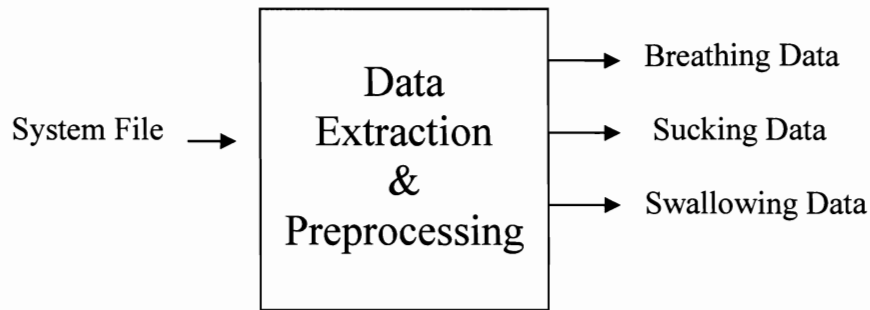 System File
Data
Extraction
&
Preprocessing
Breathing Data
Sucking Data
Swallowing Data